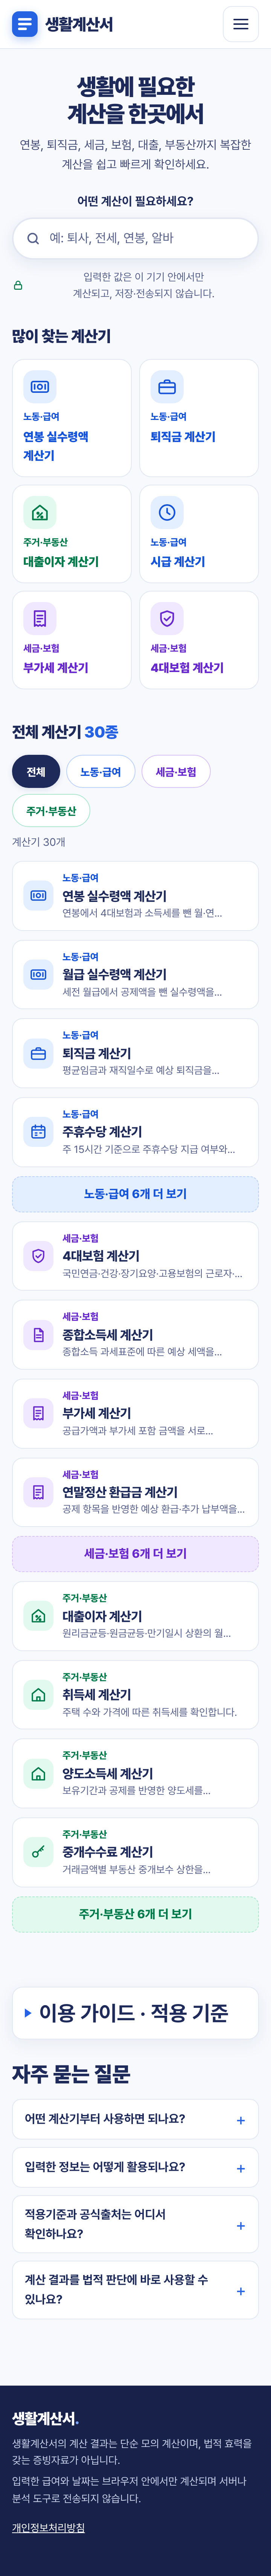 생활계산서
생활에 필요한
계산을 한곳에서
연봉, 퇴직금, 세금, 보험, 대출, 부동산까지 복잡한
계산을 쉽고 빠르게 확인하세요.
어떤 계산이 필요하세요?
예: 퇴사, 전세, 연봉, 알바
입력한 값은 이 기기 안에서만
계산되고, 저장·전송되지 않습니다.
많이 찾는 계산기
노동·급여
연봉 실수령액
계산기
노동·급여
퇴직금 계산기
주거·부동산
대출이자 계산기
노동·급여
시급 계산기
세금·보험
부가세 계산기
세금·보험
4대보험 계산기
전체 계산기 30종
전체
노동·급여
세금·보험
주거·부동산
계산기 30개
노동·급여
연봉 실수령액 계산기
연봉에서 4대보험과 소득세를 뺀 월·연...
노동·급여
월급 실수령액 계산기
세전 월급에서 공제액을 뺀 실수령액을...
노동·급여
퇴직금 계산기
평균임금과 재직일수로 예상 퇴직금을...
노동·급여
주휴수당 계산기
주 15시간 기준으로 주휴수당 지급 여부와...
노동·급여 6개 더 보기
세금·보험
4대보험 계산기
국민연금·건강·장기요양·고용보험의 근로자·...
세금·보험
종합소득세 계산기
종합소득 과세표준에 따른 예상 세액을...
세금·보험
부가세 계산기
공급가액과 부가세 포함 금액을 서로...
세금·보험
연말정산 환급금 계산기
공제 항목을 반영한 예상 환급·추가 납부액을...
세금·보험 6개 더 보기
주거·부동산
대출이자 계산기
원리금균등·원금균등·만기일시 상환의 월...
주거·부동산
취득세 계산기
주택 수와 가격에 따른 취득세를 확인합니다.
주거·부동산
양도소득세 계산기
보유기간과 공제를 반영한 양도세를...
주거·부동산
중개수수료 계산기
거래금액별 부동산 중개보수 상한을...
주거·부동산 6개 더 보기
이용 가이드 · 적용 기준
자주 묻는 질문
어떤 계산기부터 사용하면 되나요? +
입력한 정보는 어떻게 활용되나요? +
적용기준과 공식출처는 어디서
확인하나요? +
계산 결과를 법적 판단에 바로 사용할 수
있나요? +
생활계산서.
생활계산서의 계산 결과는 단순 모의 계산이며, 법적 효력을
갖는 증빙자료가 아닙니다.
입력한 급여와 날짜는 브라우저 안에서만 계산되며 서버나
분석 도구로 전송되지 않습니다.
개인정보처리방침